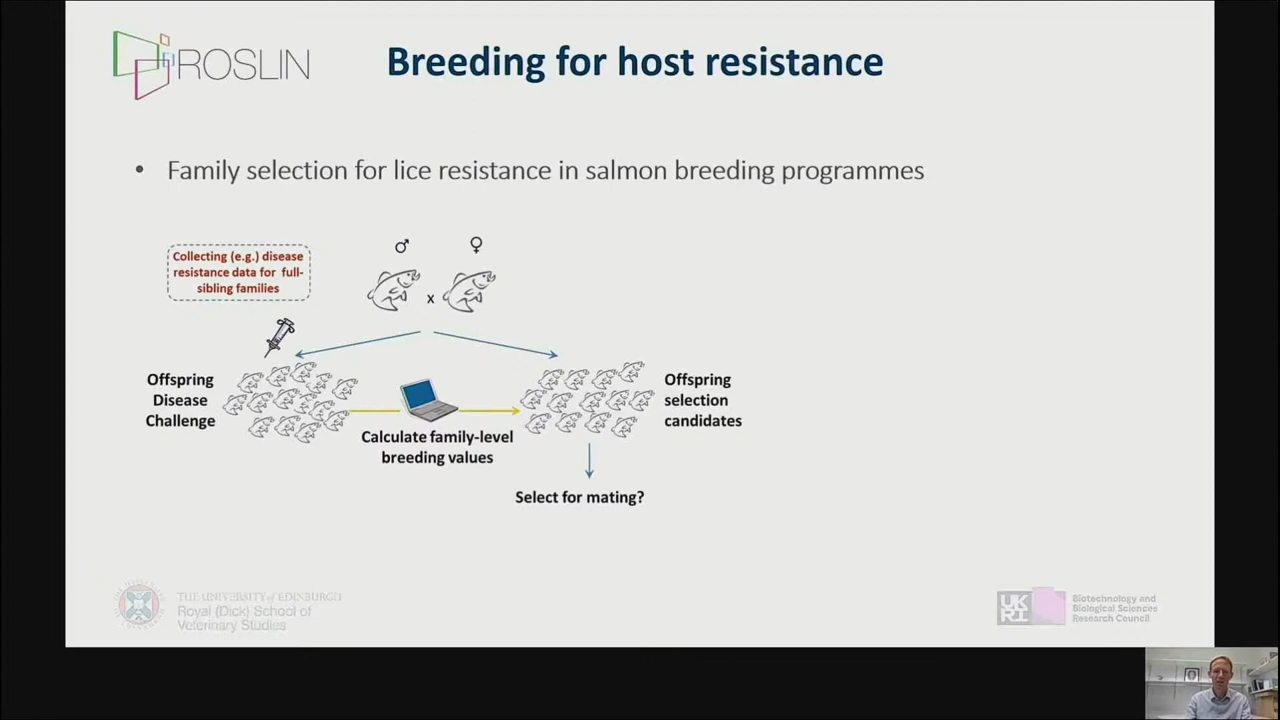 ROSLIN
Breeding for host resistance
• Family selection for lice resistance in salmon breeding programmes
Collecting (e.g.) disease
resistance data for full-
sibling families
♂ ♀
x
Offspring
Disease
Challenge
Calculate family-level
breeding values
Offspring
selection
candidates
Select for mating?
THE UNIVERSITY of EDINBURGH
Royal (Dick) School of
Veterinary Studies
UK
RI
Biotechnology and
Biological Sciences
Research Council